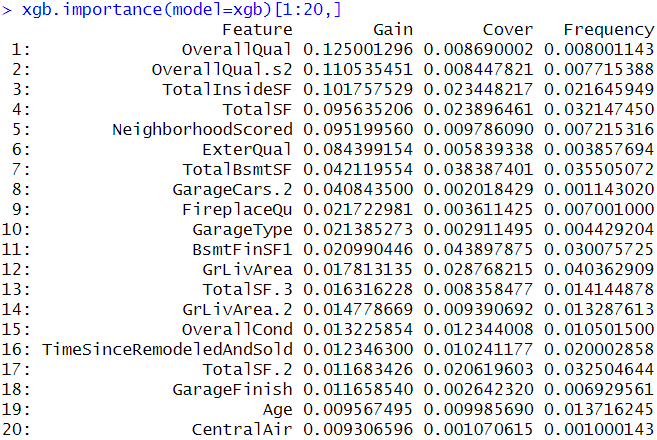 > xgb.importance(model=xgb)[1:20,]
Feature Gain Cover Frequency
1: OverallQual 0.125001296 0.008690002 0.008001143
2: OverallQual.s2 0.110535451 0.008447821 0.007715388
3: TotalInsideSF 0.101757529 0.023448217 0.021645949
4: TotalSF 0.095635206 0.023896461 0.032147450
5: NeighborhoodScored 0.095199560 0.009786090 0.007215316
6: ExterQual 0.084399154 0.005839338 0.003857694
7: TotalBsmtSF 0.042119554 0.038387401 0.035505072
8: GarageCars.2 0.040843500 0.002018429 0.001143020
9: FireplaceQu 0.021722981 0.003611425 0.007001000
10: GarageType 0.021385273 0.002911495 0.004429204
11: BsmtFinSF1 0.020990446 0.043897875 0.030075725
12: GrLivArea 0.017813135 0.028768215 0.040362909
13: TotalSF.3 0.016316228 0.008358477 0.014144878
14: GrLivArea.2 0.014778669 0.009390692 0.013287613
15: OverallCond 0.013225854 0.012344008 0.010501500
16: TimeSinceRemodeledAndSold 0.012346300 0.010241177 0.020002858
17: TotalSF.2 0.011683426 0.020619603 0.032504644
18: GarageFinish 0.011658540 0.002642320 0.006929561
19: Age 0.009567495 0.009985690 0.013716245
20: CentralAir 0.009306596 0.001070615 0.001000143